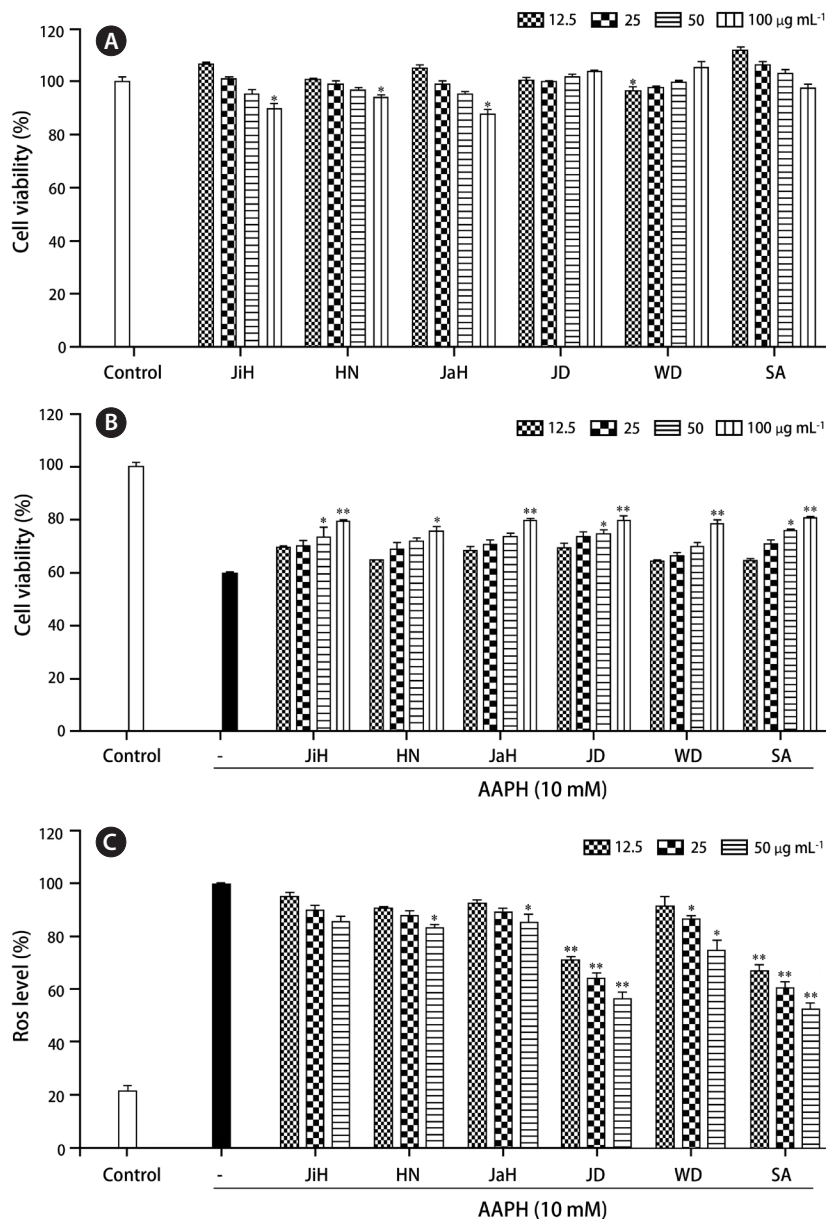 A
12.5 25 50 100 μg mL⁻¹
Cell viability (%)
120
100
80
60
40
20
0
* * * *
Control JiH HN JaH JD WD SA
B
12.5 25 50 100 μg mL⁻¹
Cell viability (%)
120
100
80
60
40
20
0
* ** * ** * ** ** * **
Control - JiH HN JaH JD WD SA
AAPH (10 mM)
C
12.5 25 50 μg mL⁻¹
Ros level (%)
120
100
80
60
40
20
0
* * ** ** ** * * ** ** **
Control - JiH HN JaH JD WD SA
AAPH (10 mM)